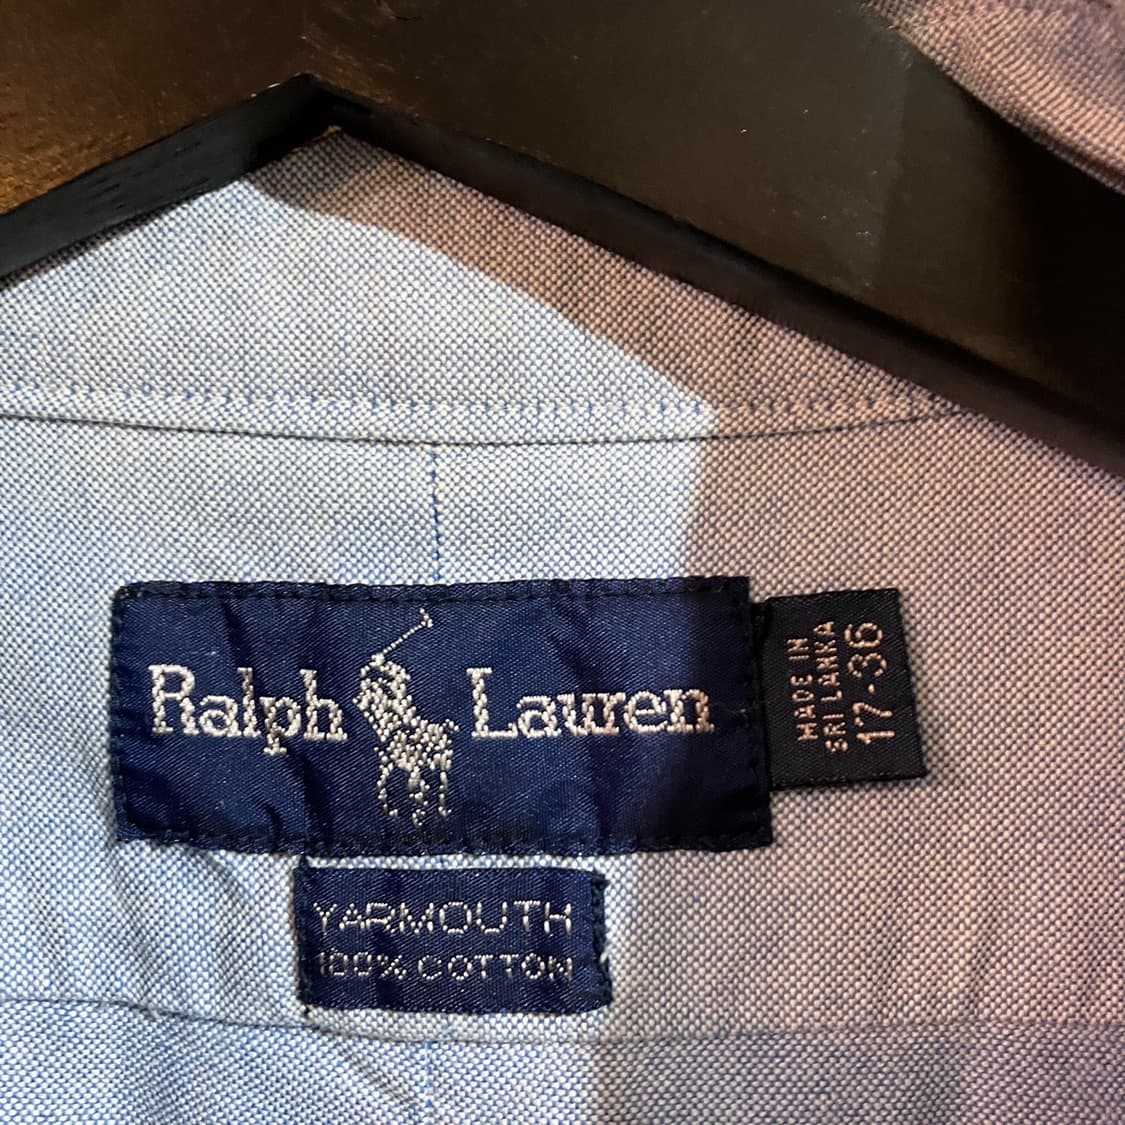 Ralph Lauren
MADE IN
SRI LANKA
17-36
YARMOUTH
100% COTTON